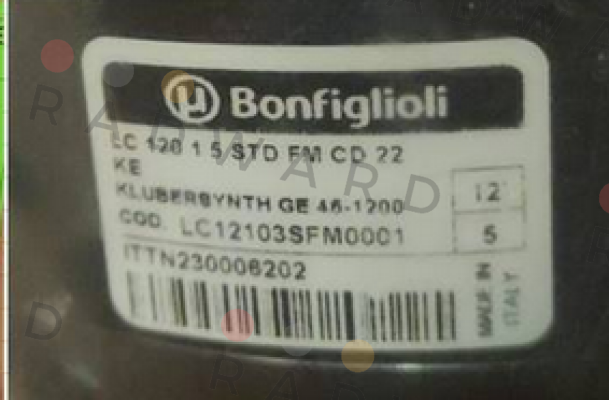 Bonfiglioli
LC 120 1 5 STD FM CD 22
KE
KLUBERSYNTH GE 46-1200
COD. LC12103SFM0001
ITTN230006202
12
5
MADE IN
ITALY
RADWARD